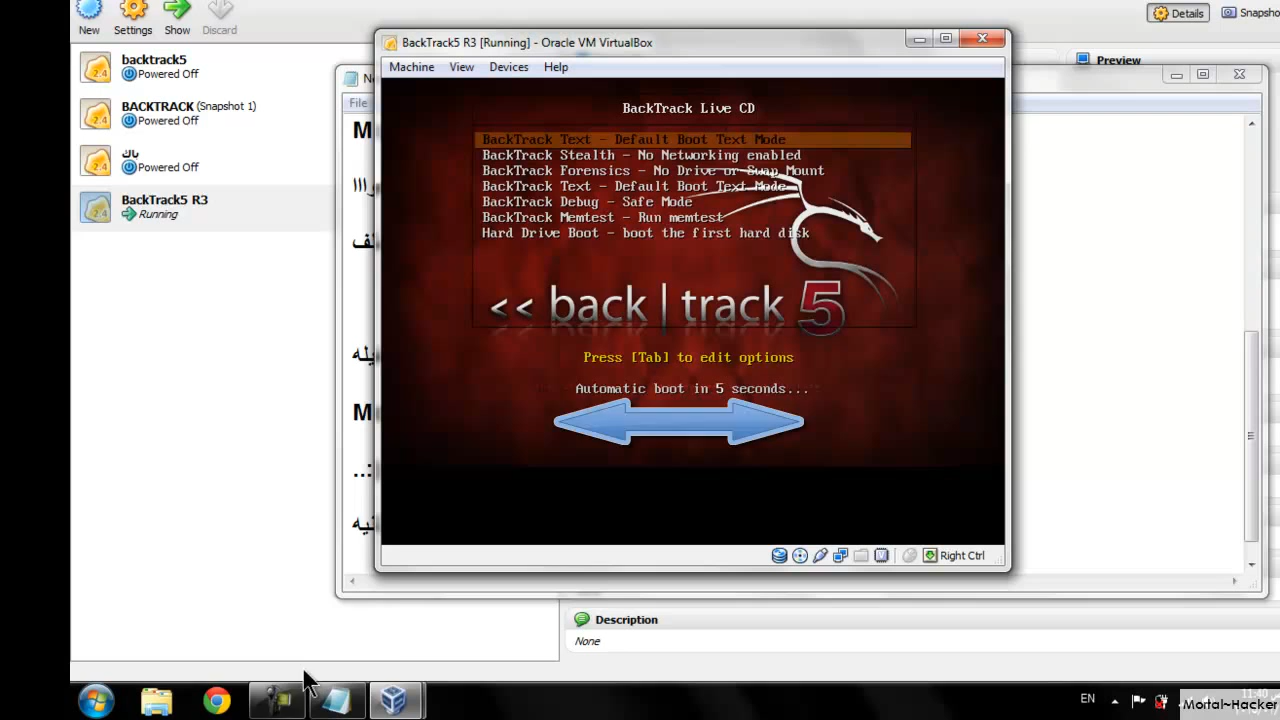 New
Settings
Show
Discard
Details
backtrack5
Powered Off
BACKTRACK (Snapshot 1)
Powered Off
باك
Powered Off
BackTrack5 R3
Running
Preview
File
BackTrack5 R3 [Running] - Oracle VM VirtualBox
Machine View Devices Help
BackTrack Live CD
BackTrack Text - Default Boot Text Mode
BackTrack Stealth - No Networking enabled
BackTrack Forensics - No Drive or Swap Mount
BackTrack Text - Default Boot Text Mode
BackTrack Debug - Safe Mode
BackTrack Memtest - Run memtest
Hard Drive Boot - boot the first hard disk
<< back | track 5
Press [Tab] to edit options
Automatic boot in 5 seconds...
Right Ctrl
Description
None
EN
Mortal~Hacker